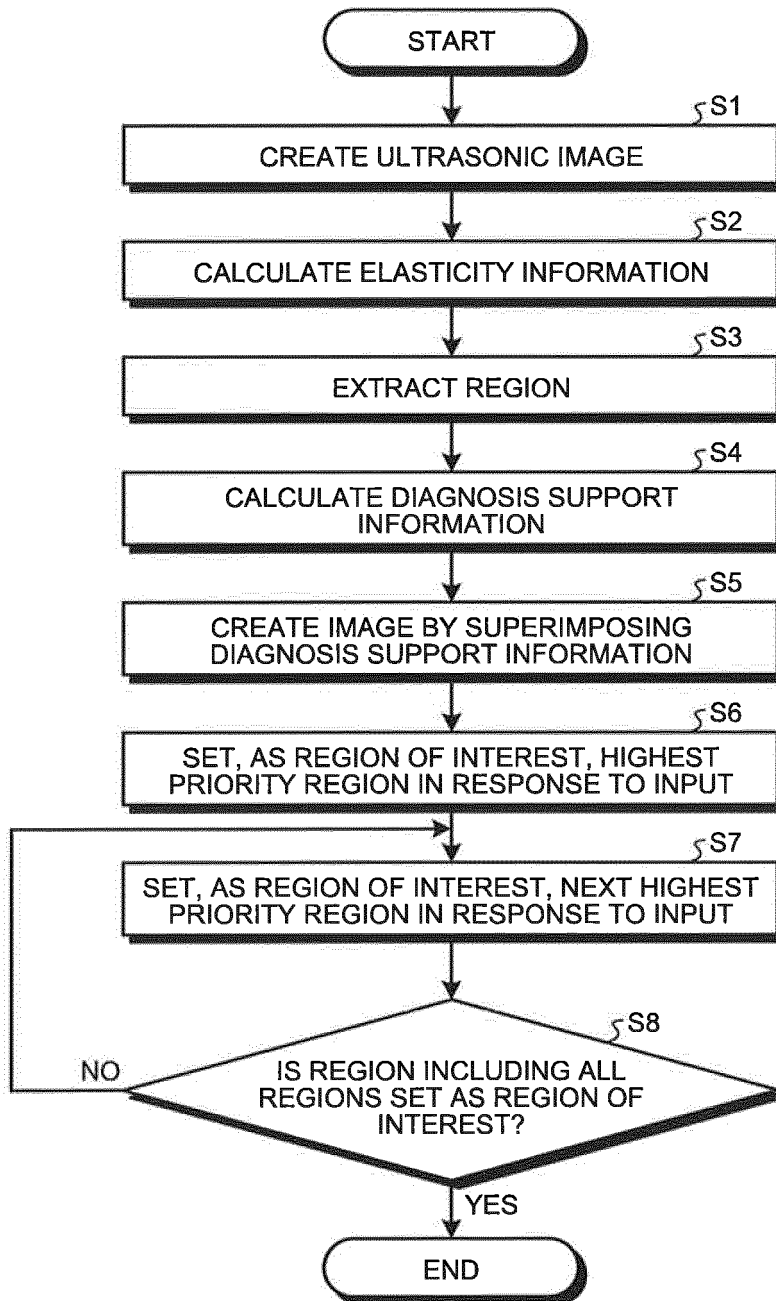 START
S1
CREATE ULTRASONIC IMAGE
S2
CALCULATE ELASTICITY INFORMATION
S3
EXTRACT REGION
S4
CALCULATE DIAGNOSIS SUPPORT
INFORMATION
S5
CREATE IMAGE BY SUPERIMPOSING
DIAGNOSIS SUPPORT INFORMATION
S6
SET, AS REGION OF INTEREST, HIGHEST
PRIORITY REGION IN RESPONSE TO INPUT
S7
SET, AS REGION OF INTEREST, NEXT HIGHEST
PRIORITY REGION IN RESPONSE TO INPUT
S8
NO
IS REGION INCLUDING ALL
REGIONS SET AS REGION OF
INTEREST?
YES
END